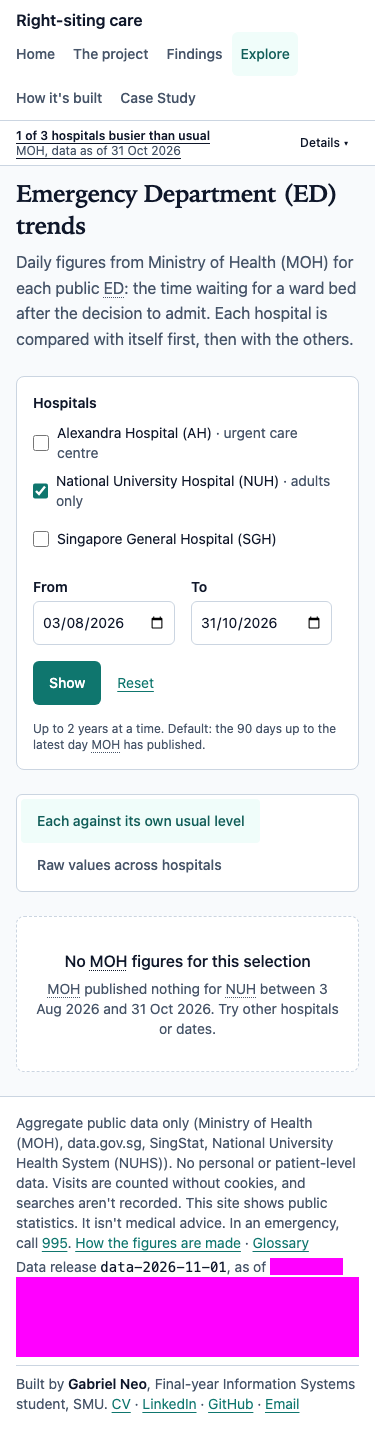 Right-siting care
Home The project Findings Explore
How it's built Case Study
1 of 3 hospitals busier than usual
MOH, data as of 31 Oct 2026
Details ▾
Emergency Department (ED)
trends
Daily figures from Ministry of Health (MOH) for
each public ED: the time waiting for a ward bed
after the decision to admit. Each hospital is
compared with itself first, then with the others.
Hospitals
Alexandra Hospital (AH) · urgent care
centre
National University Hospital (NUH) · adults
only
Singapore General Hospital (SGH)
From To
03/08/2026 31/10/2026
Show Reset
Up to 2 years at a time. Default: the 90 days up to the
latest day MOH has published.
Each against its own usual level
Raw values across hospitals
No MOH figures for this selection
MOH published nothing for NUH between 3
Aug 2026 and 31 Oct 2026. Try other hospitals
or dates.
Aggregate public data only (Ministry of Health
(MOH), data.gov.sg, SingStat, National University
Health System (NUHS)). No personal or patient-level
data. Visits are counted without cookies, and
searches aren't recorded. This site shows public
statistics. It isn't medical advice. In an emergency,
call 995. How the figures are made · Glossary
Data release data-2026-11-01, as of
Built by Gabriel Neo, Final-year Information Systems
student, SMU. CV · LinkedIn · GitHub · Email